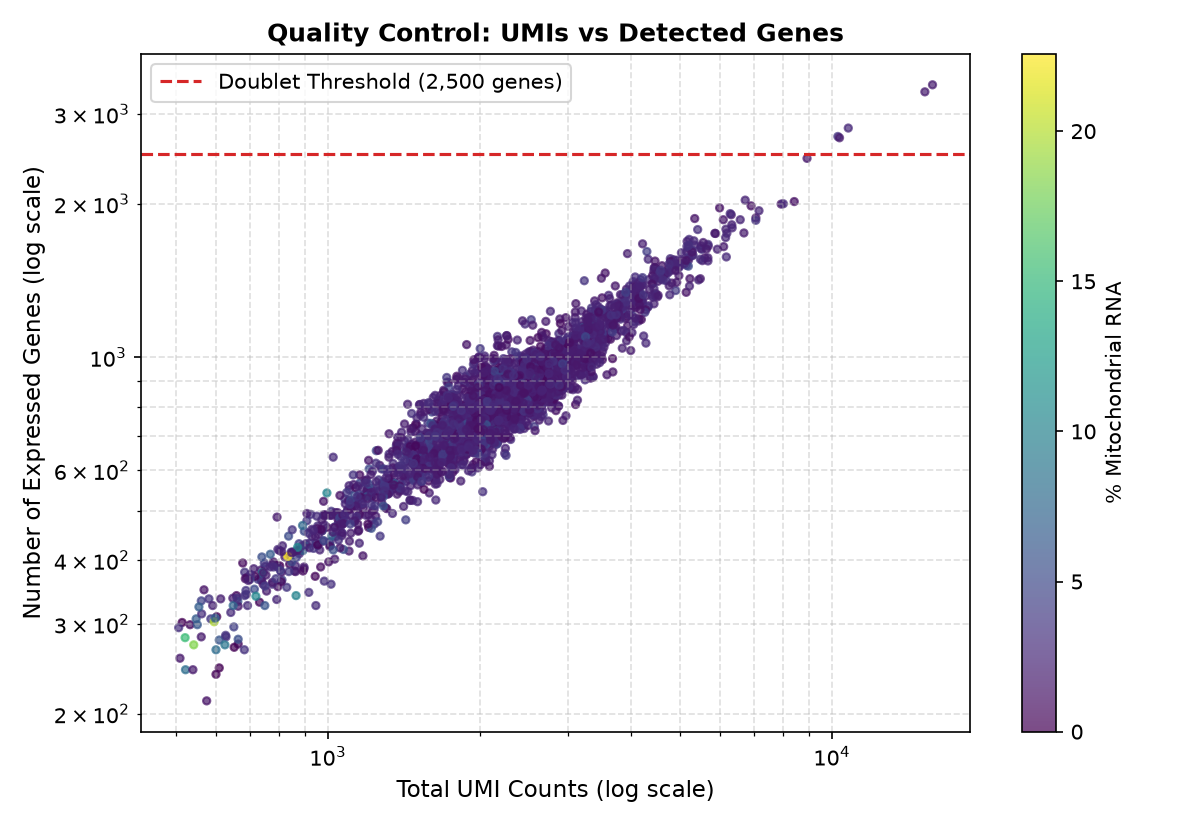 Quality Control: UMIs vs Detected Genes
Doublet Threshold (2,500 genes)
Number of Expressed Genes (log scale)
3 × 10³
2 × 10³
10³
6 × 10²
4 × 10²
3 × 10²
2 × 10²
10³
10⁴
Total UMI Counts (log scale)
20
15
10
5
0
% Mitochondrial RNA